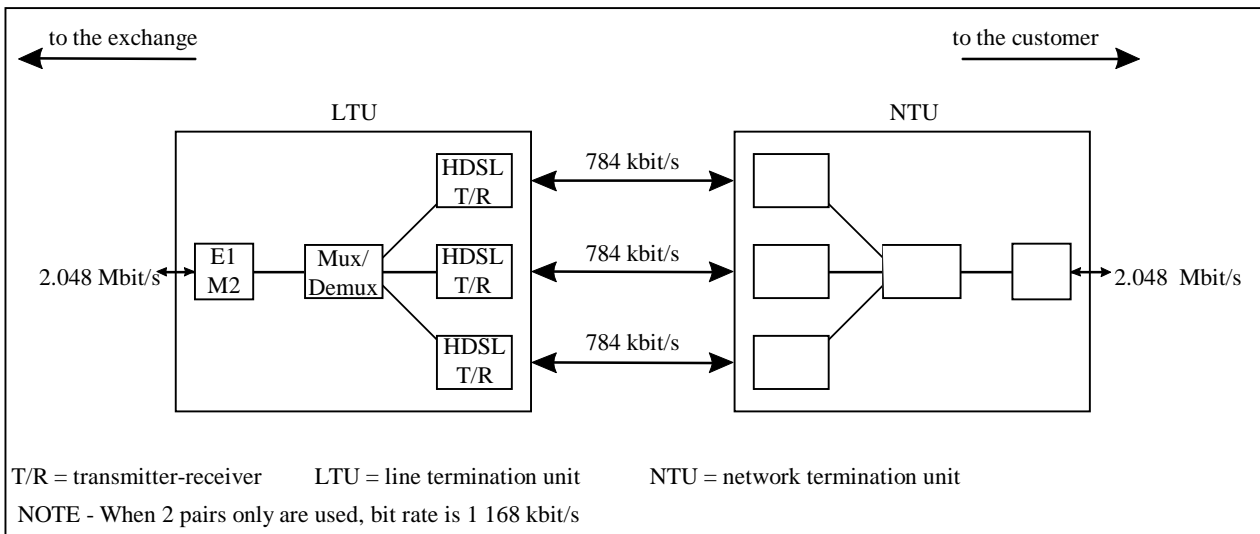 to the exchange
to the customer
LTU
NTU
784 kbit/s
HDSL
T/R
784 kbit/s
HDSL
T/R
784 kbit/s
HDSL
T/R
E1
M2
Mux/
Demux
2.048 Mbit/s
2.048 Mbit/s
T/R = transmitter-receiver LTU = line termination unit NTU = network termination unit
NOTE - When 2 pairs only are used, bit rate is 1 168 kbit/s